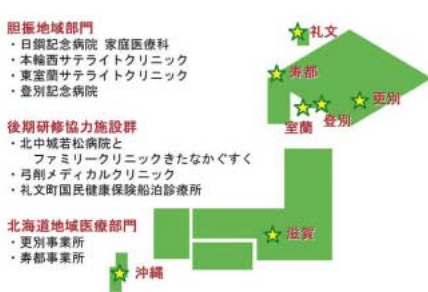 胆振地域部門
・日鋼記念病院 家庭医療科
・本輪西サテライトクリニック
・東室蘭サテライトクリニック
・登別記念病院
後期研修協力施設群
・北中城若松病院と
ファミリークリニックきたなかぐすく
・弓削メディカルクリニック
・礼文町国民健康保険船泊診療所
北海道地域医療部門
・更別事業所
・寿都事業所
礼文
寿都
更別
登別
室蘭
滋賀
沖縄